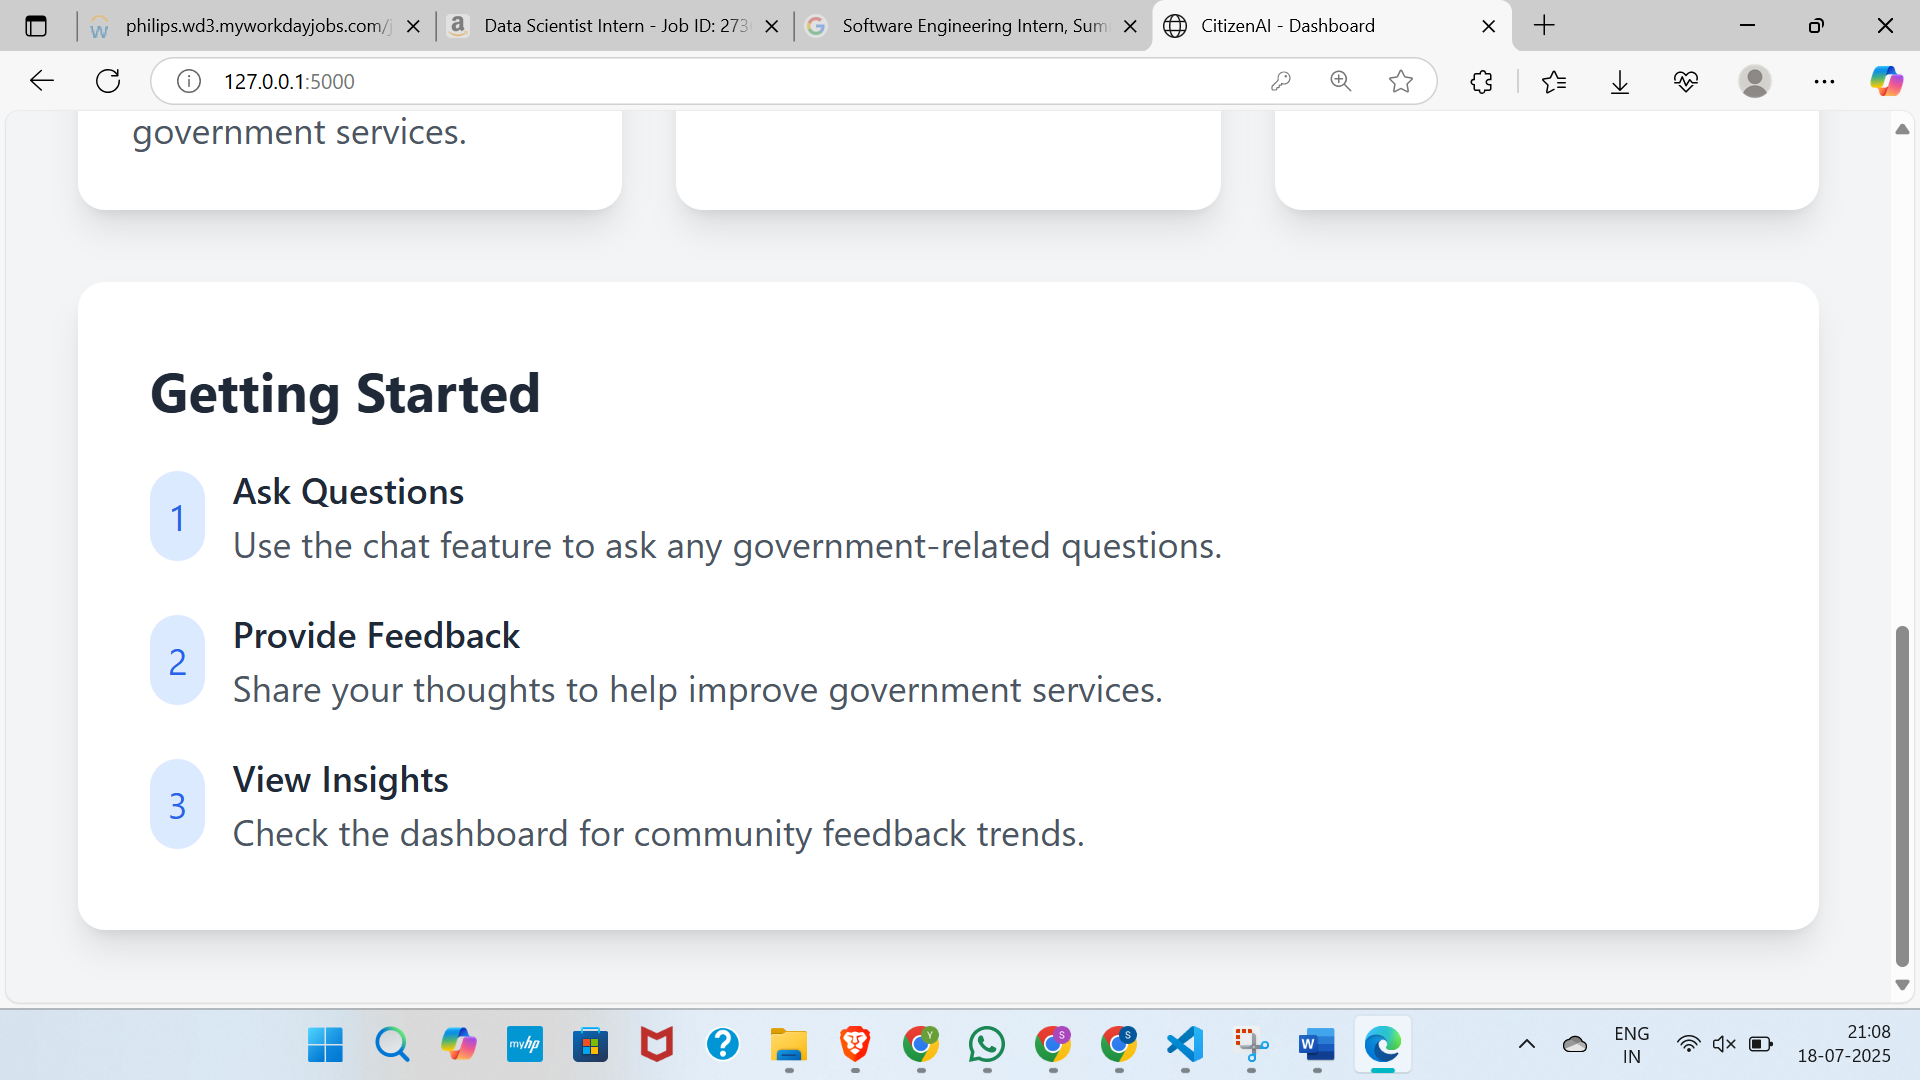 philips.wd3.myworkdayjobs.com/j
Data Scientist Intern - Job ID: 273
Software Engineering Intern, Sum
CitizenAI - Dashboard
127.0.0.1:5000
government services.
Getting Started
1
Ask Questions
Use the chat feature to ask any government-related questions.
2
Provide Feedback
Share your thoughts to help improve government services.
3
View Insights
Check the dashboard for community feedback trends.
myhp
Y
S
S
W
ENG
IN
21:08
18-07-2025